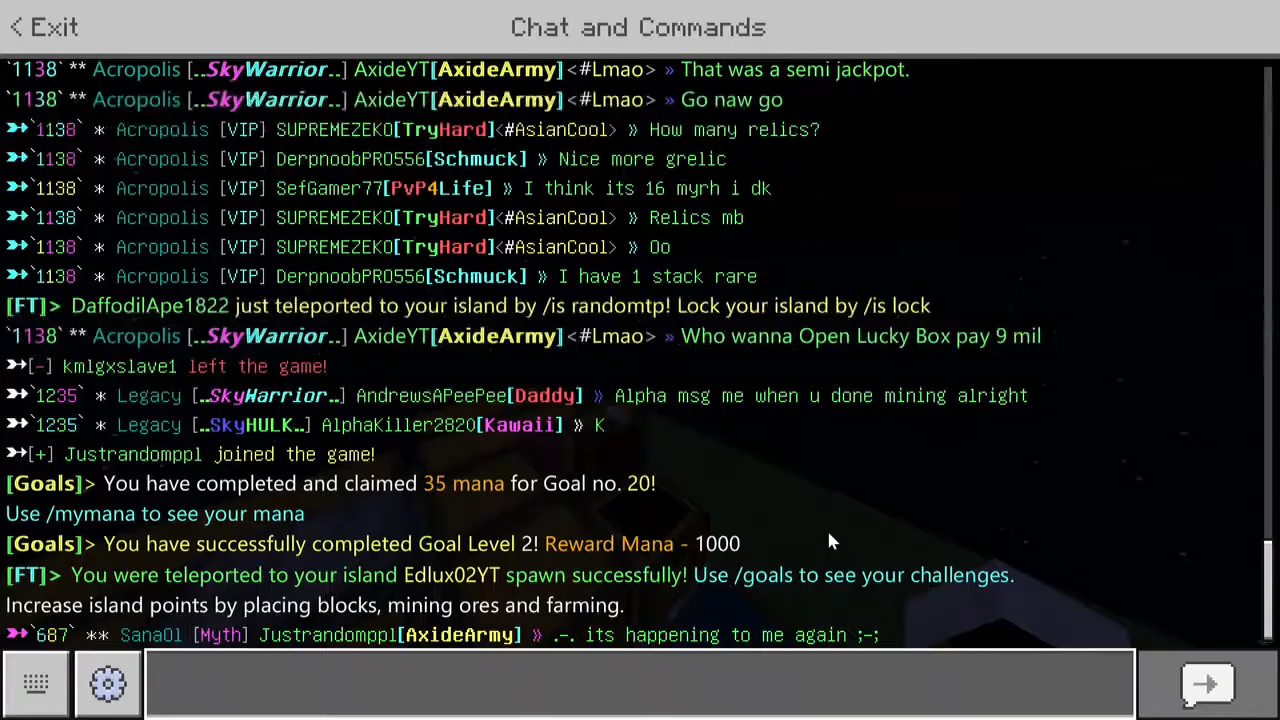 < Exit
Chat and Commands
`1138` ** Acropolis [..SkyWarrior..] AxideYT[AxideArmy]<#Lmao> » That was a semi jackpot.
`1138` ** Acropolis [..SkyWarrior..] AxideYT[AxideArmy]<#Lmao> » Go naw go
➳`1138` * Acropolis [VIP] SUPREMEZEKO[TryHard]<#AsianCool> » How many relics?
➳`1138` * Acropolis [VIP] DerpnoobPRO556[Schmuck] » Nice more grelic
➳`1138` * Acropolis [VIP] SefGamer77[PvP4Life] » I think its 16 myrh i dk
➳`1138` * Acropolis [VIP] SUPREMEZEKO[TryHard]<#AsianCool> » Relics mb
➳`1138` * Acropolis [VIP] SUPREMEZEKO[TryHard]<#AsianCool> » Oo
➳`1138` * Acropolis [VIP] DerpnoobPRO556[Schmuck] » I have 1 stack rare
[FT]> DaffodilApe1822 just teleported to your island by /is randomtp! Lock your island by /is lock
`1138` ** Acropolis [..SkyWarrior..] AxideYT[AxideArmy]<#Lmao> » Who wanna Open Lucky Box pay 9 mil
➳[-] kmlgxslave1 left the game!
➳`1235` * Legacy [..SkyWarrior..] AndrewsAPeePee[Daddy] » Alpha msg me when u done mining alright
➳`1235` * Legacy [..SkyHULK..] AlphaKiller2820[Kawaii] » K
➳[+] Justrandomppl joined the game!
[Goals]> You have completed and claimed 35 mana for Goal no. 20!
Use /mymana to see your mana
[Goals]> You have successfully completed Goal Level 2! Reward Mana - 1000
[FT]> You were teleported to your island Edlux02YT spawn successfully! Use /goals to see your challenges.
Increase island points by placing blocks, mining ores and farming.
➳`687` ** SanaOl [Myth] Justrandomppl[AxideArmy] » .-. its happening to me again ;-;